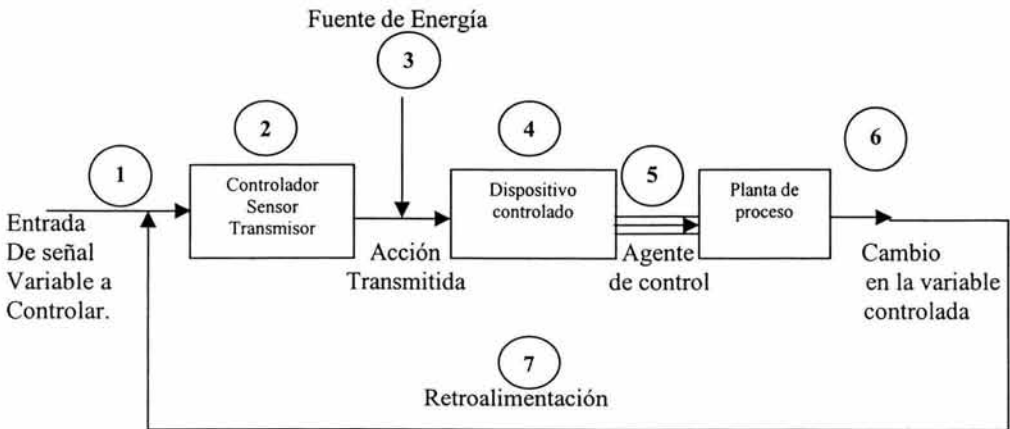 Fuente de Energía
3
2
4
6
1
5
Controlador
Sensor
Transmisor
Dispositivo
controlado
Planta de
proceso
Entrada
De señal
Variable a
Controlar.
Acción
Transmitida
Agente
de control
Cambio
en la variable
controlada
7
Retroalimentación